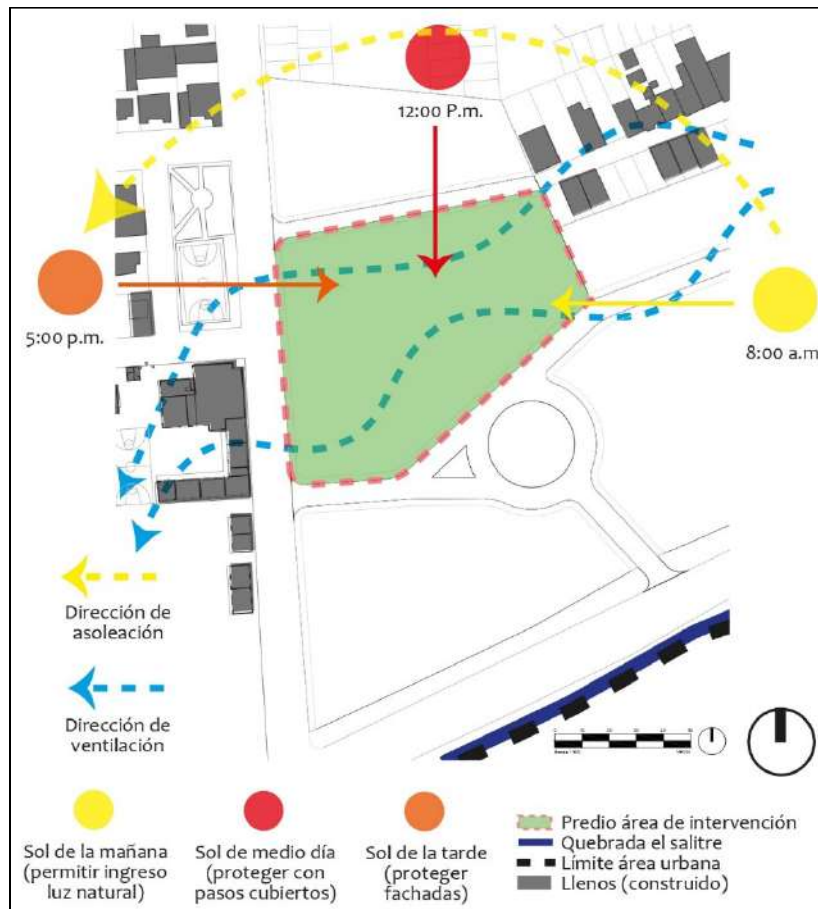 12:00 P.m.
5:00 p.m.
8:00 a.m
Dirección de
asoleación
Dirección de
ventilación
Sol de la mañana
(permitir ingreso
luz natural)
Sol de medio día
(proteger con
pasos cubiertos)
Sol de la tarde
(proteger
fachadas)
Predio área de intervención
Quebrada el salitre
Límite área urbana
Llenos (construido)